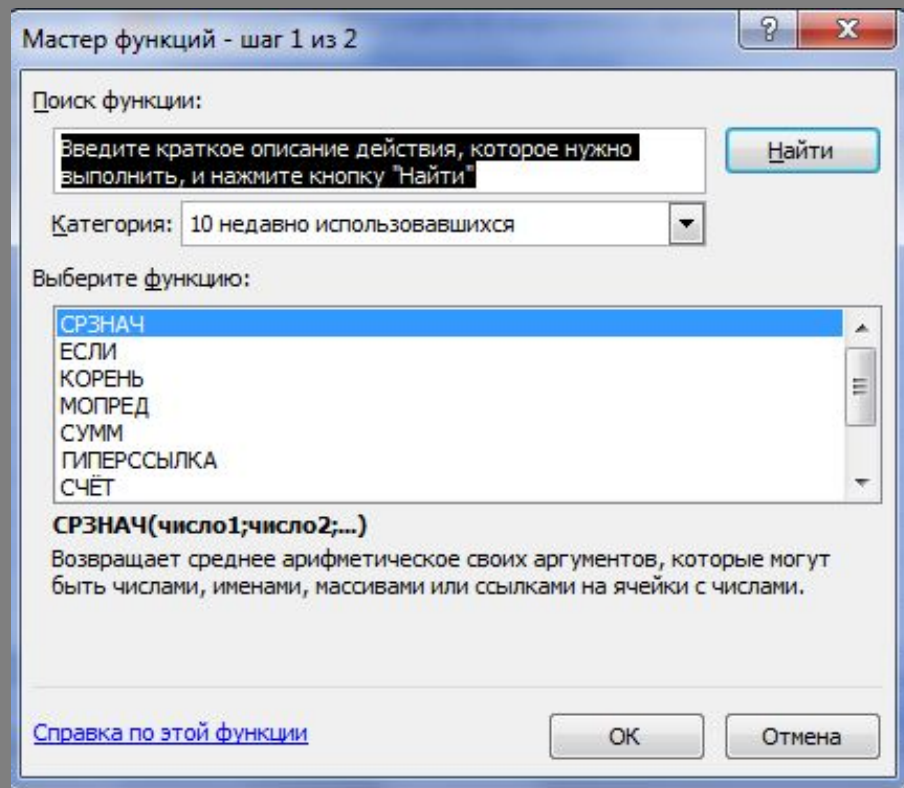 Мастер функций - шаг 1 из 2
Поиск функции:
Введите краткое описание действия, которое нужно
выполнить, и нажмите кнопку "Найти"
Найти
Категория: 10 недавно использовавшихся
Выберите функцию:
СРЗНАЧ
ЕСЛИ
КОРЕНЬ
МОПРЕД
СУММ
ГИПЕРССЫЛКА
СЧЁТ
СРЗНАЧ(число1;число2;...)
Возвращает среднее арифметическое своих аргументов, которые могут
быть числами, именами, массивами или ссылками на ячейки с числами.
Справка по этой функции
ОК
Отмена